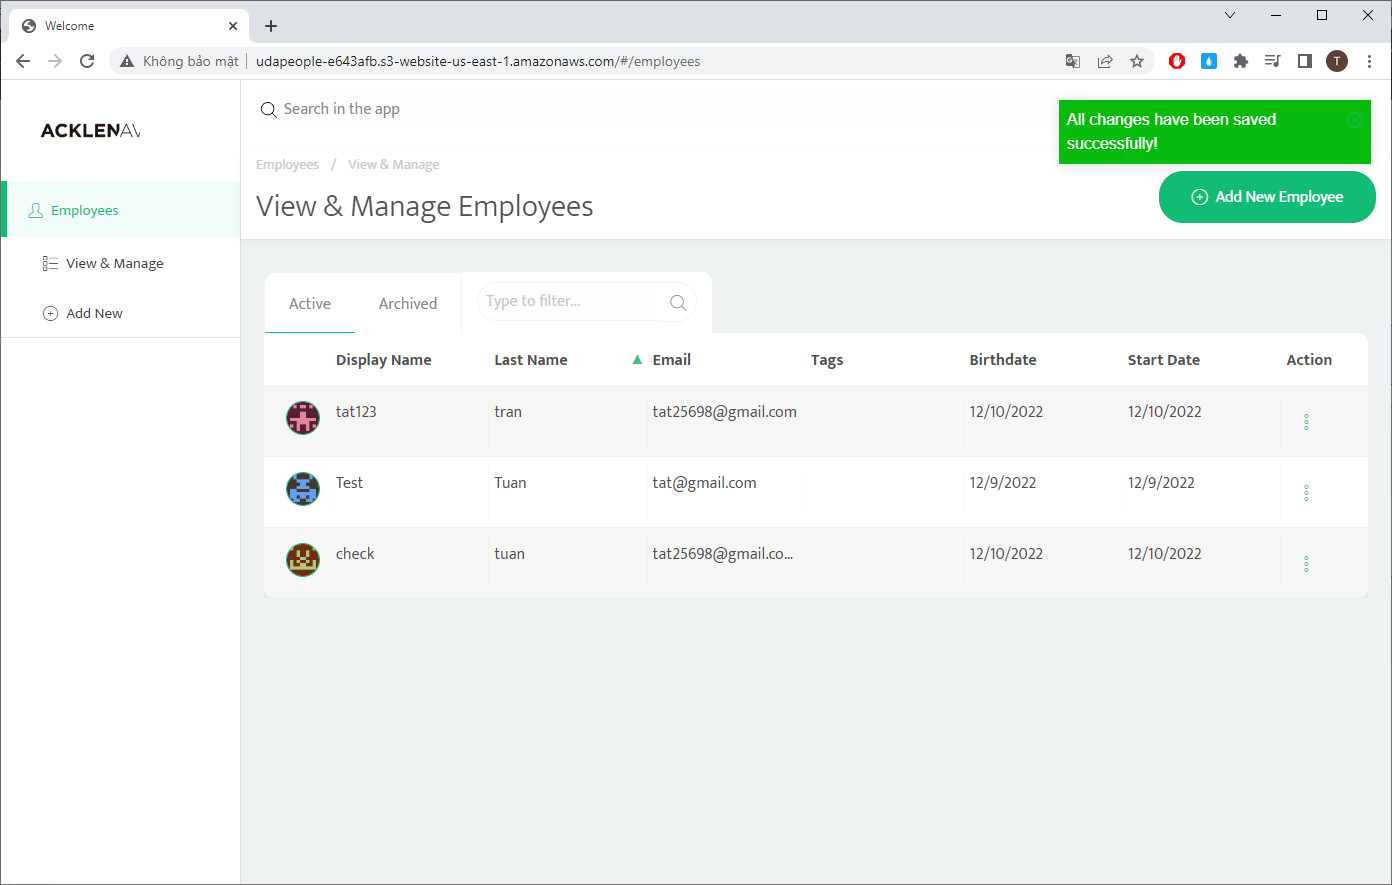 Welcome
Không bảo mật
udapeople-e643afb.s3-website-us-east-1.amazonaws.com/#/employees
T
ACKLENAV
Search in the app
All changes have been saved
successfully!
Employees / View & Manage
View & Manage Employees
Add New Employee
Employees
View & Manage
Add New
Active
Archived
Type to filter...
Display Name Last Name Email Tags Birthdate Start Date Action
tat123 tran tat25698@gmail.com 12/10/2022 12/10/2022
Test Tuan tat@gmail.com 12/9/2022 12/9/2022
check tuan tat25698@gmail.co... 12/10/2022 12/10/2022